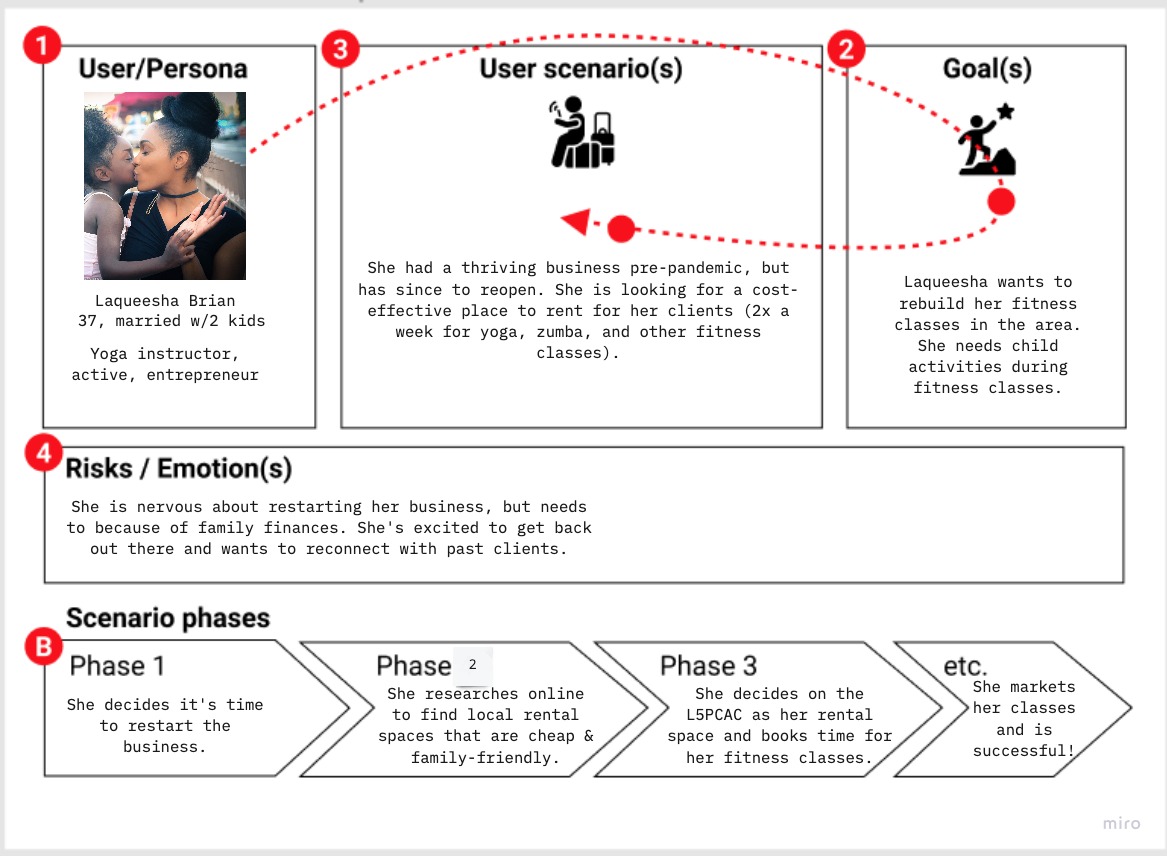 1
User/Persona
Laqueesha Brian
37, married w/2 kids
Yoga instructor,
active, entrepreneur
3
User scenario(s)
She had a thriving business pre-pandemic, but
has since to reopen. She is looking for a cost-
effective place to rent for her clients (2x a
week for yoga, zumba, and other fitness
classes).
2
Goal(s)
Laqueesha wants to
rebuild her fitness
classes in the area.
She needs child
activities during
fitness classes.
4
Risks / Emotion(s)
She is nervous about restarting her business, but needs
to because of family finances. She's excited to get back
out there and wants to reconnect with past clients.
Scenario phases
B
Phase 1
She decides it's time
to restart the
business.
Phase 2
She researches online
to find local rental
spaces that are cheap &
family-friendly.
Phase 3
She decides on the
L5PCAC as her rental
space and books time for
her fitness classes.
etc.
She markets
her classes
and is
successful!
miro